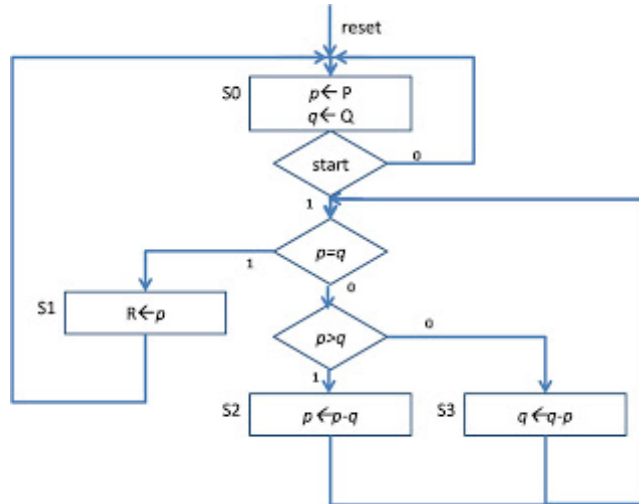 reset
S0
p← P
q← Q
start
0
1
p=q
1
0
S1
R←p
p>q
0
1
S2
p←p-q
S3
q←q-p